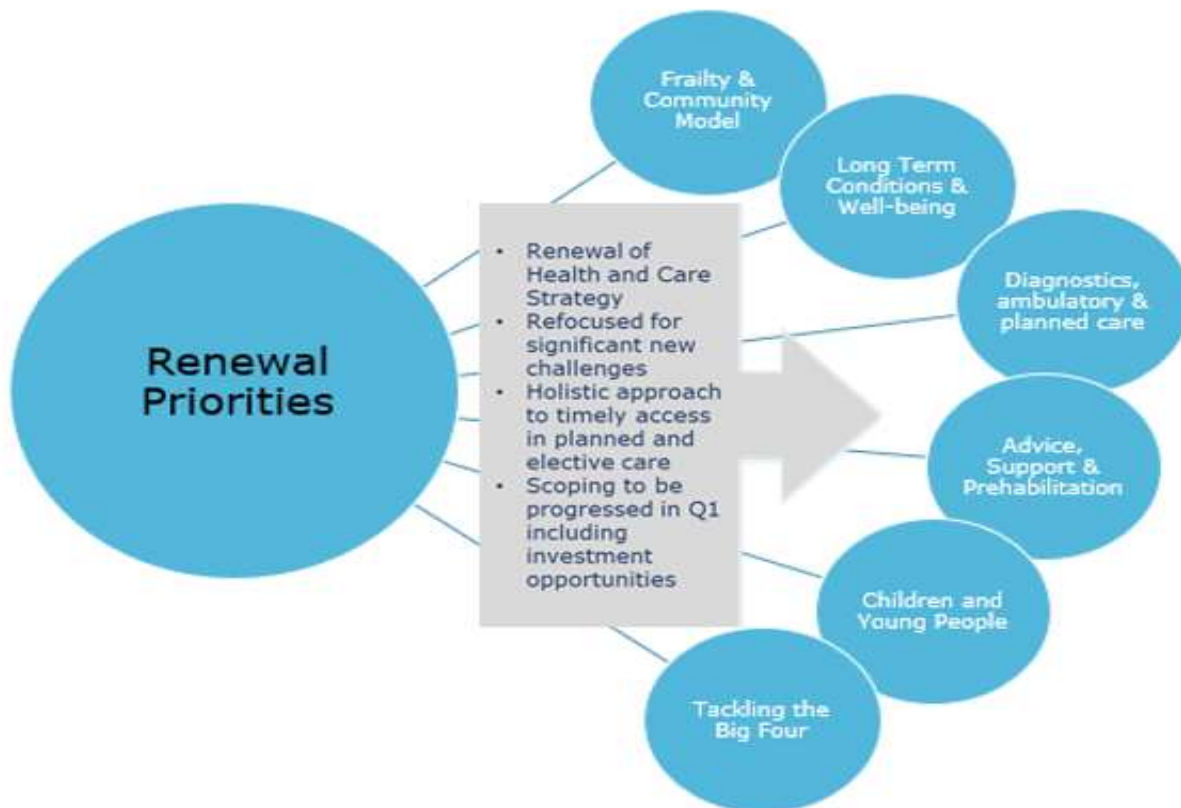 Renewal
Priorities
• Renewal of
Health and Care
Strategy
• Refocused for
significant new
challenges
• Holistic approach
to timely access
in planned and
elective care
• Scoping to be
progressed in Q1
including
investment
opportunities
Frailty &
Community
Model
Long Term
Conditions &
Well-being
Diagnostics,
ambulatory &
planned care
Advice,
Support &
Prehabilitation
Children and
Young People
Tackling the
Big Four